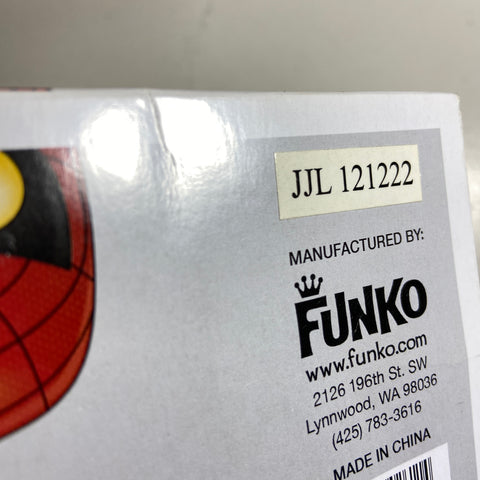 JJL 121222
MANUFACTURED BY:
FUNKO
www.funko.com
2126 196th St. SW
Lynnwood, WA 98036
(425) 783-3616
MADE IN CHINA